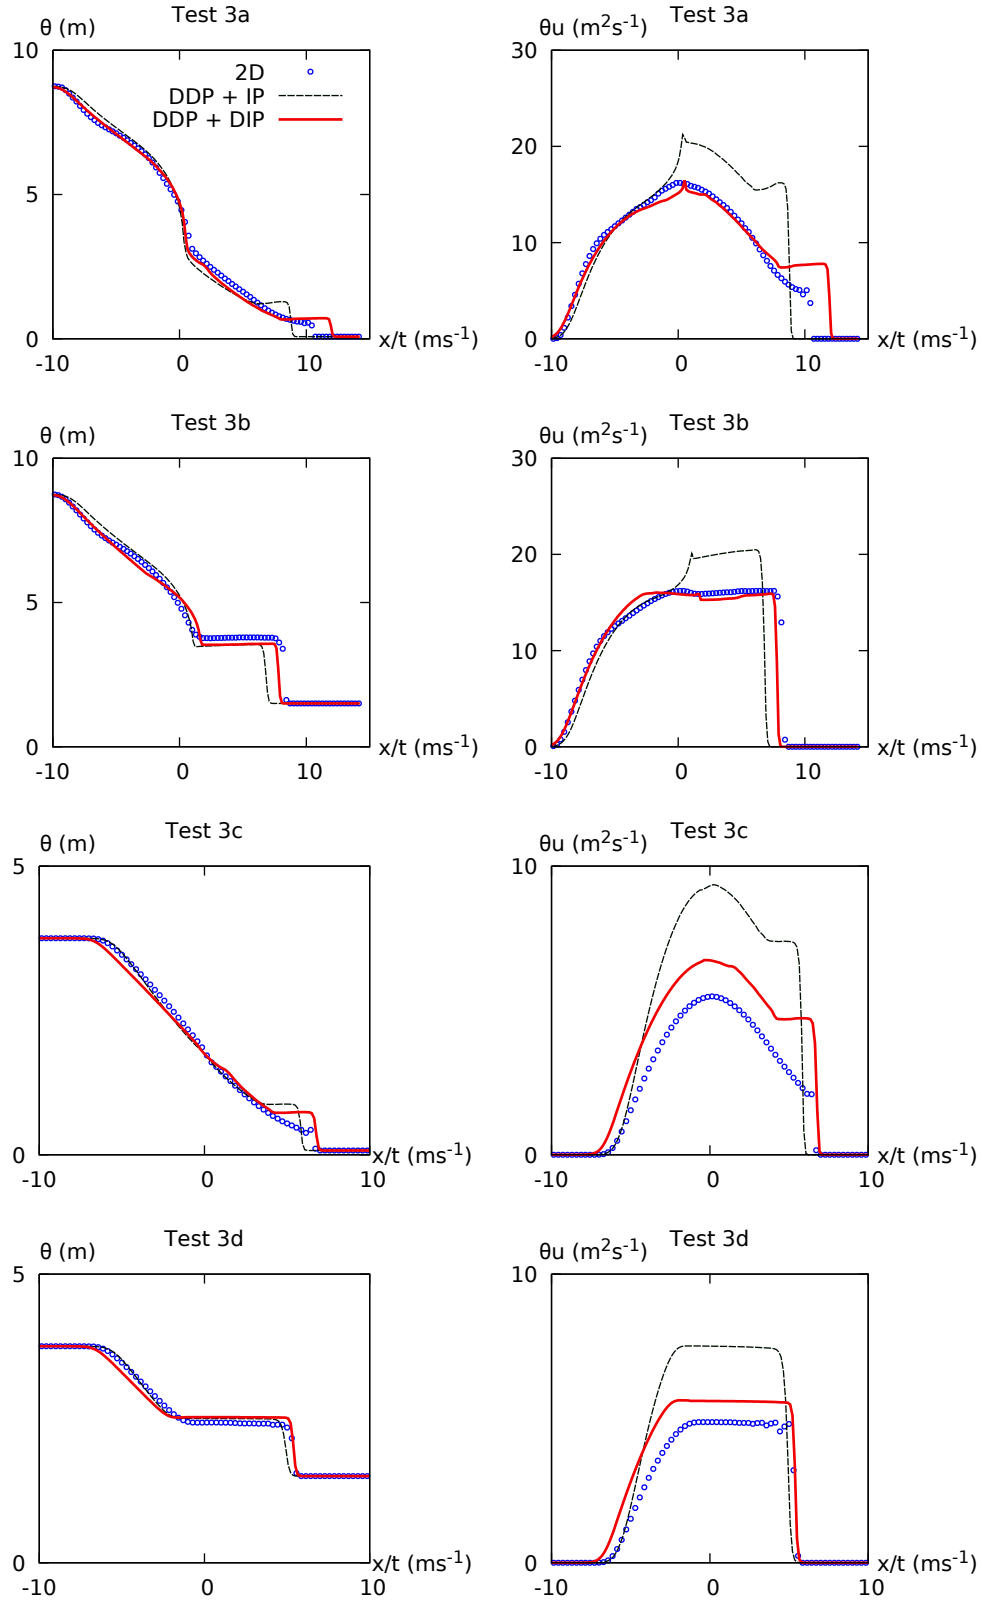 Test 3a
θ (m)
10
5
0
-10 0 10
x/t (ms⁻¹)
2D
DDP + IP
DDP + DIP
Test 3a
θu (m²s⁻¹)
30
20
10
0
-10 0 10
x/t (ms⁻¹)
Test 3b
θ (m)
10
5
0
-10 0 10
x/t (ms⁻¹)
Test 3b
θu (m²s⁻¹)
30
20
10
0
-10 0 10
x/t (ms⁻¹)
Test 3c
θ (m)
5
0
-10 0 10
x/t (ms⁻¹)
Test 3c
θu (m²s⁻¹)
10
0
-10 0 10
x/t (ms⁻¹)
Test 3d
θ (m)
5
0
-10 0 10
x/t (ms⁻¹)
Test 3d
θu (m²s⁻¹)
10
0
-10 0 10
x/t (ms⁻¹)